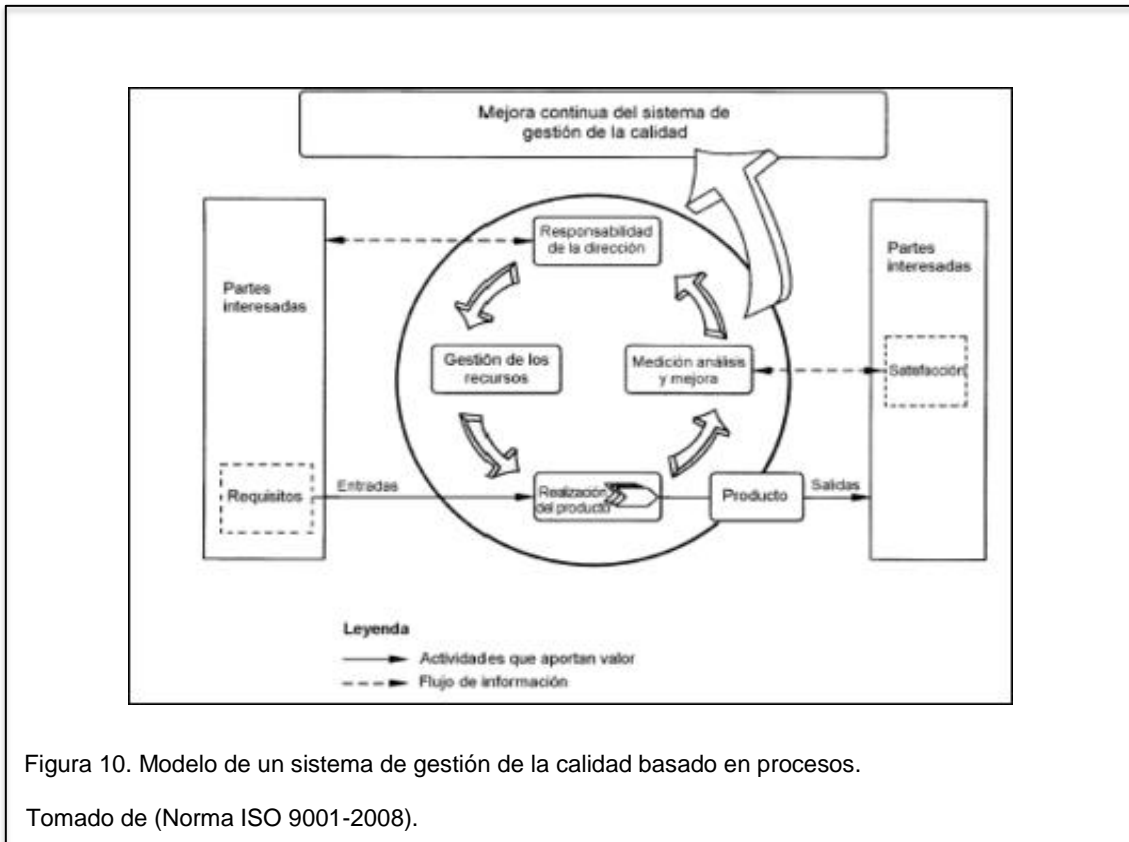 Mejora continua del sistema de
gestión de la calidad
Responsabilidad
de la dirección
Partes
interesadas
Partes
interesadas
Gestión de los
recursos
Medición análisis
y mejora
Satisfacción
Requisitos
Entradas
Realización
del producto
Producto
Salidas
Leyenda
Actividades que aportan valor
Flujo de información
Figura 10. Modelo de un sistema de gestión de la calidad basado en procesos.
Tomado de (Norma ISO 9001-2008).